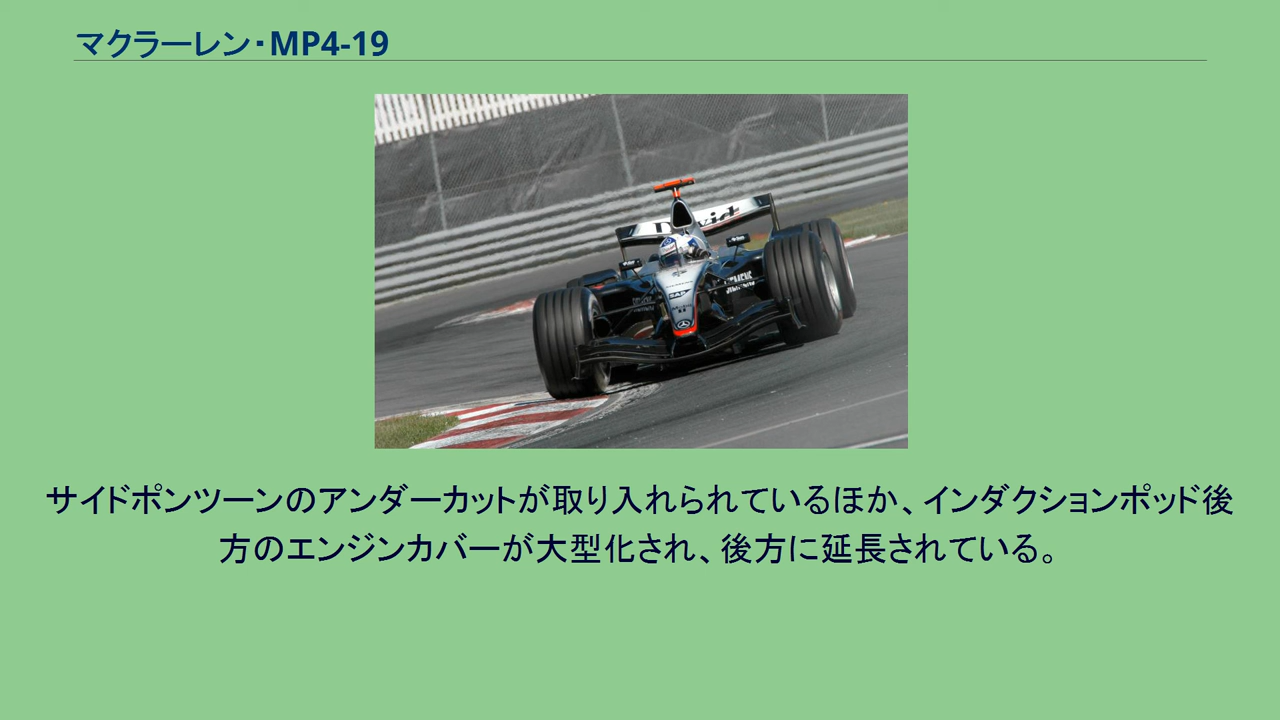 マクラーレン・MP4-19
David
SIEMENS
SAP
サイドポンツーンのアンダーカットが取り入れられているほか、インダクションポッド後
方のエンジンカバーが大型化され、後方に延長されている。